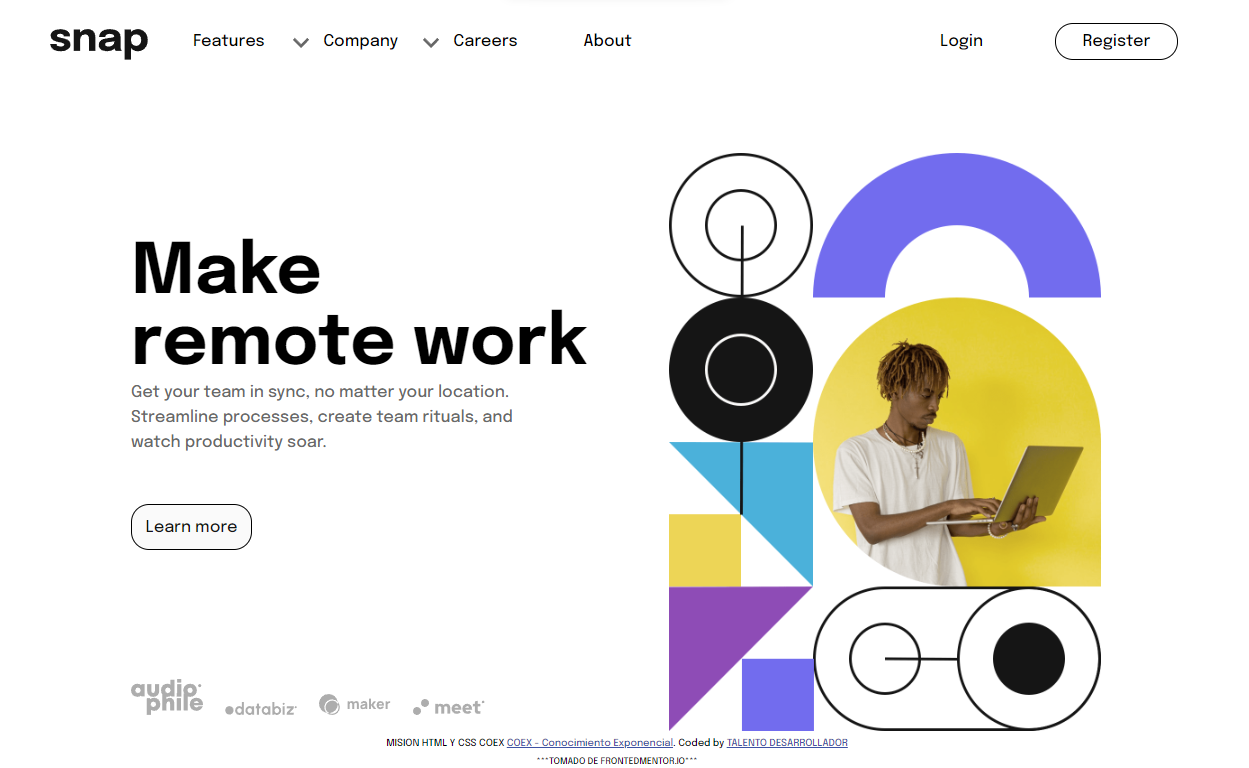 snap Features Company Careers About Login Register
Make
remote work
Get your team in sync, no matter your location.
Streamline processes, create team rituals, and
watch productivity soar.
Learn more
audiophile databiz maker meet
MISION HTML Y CSS COEX COEX - Conocimiento Exponencial. Coded by TALENTO DESARROLLADOR
***TOMADO DE FRONTEDMENTOR.IO***